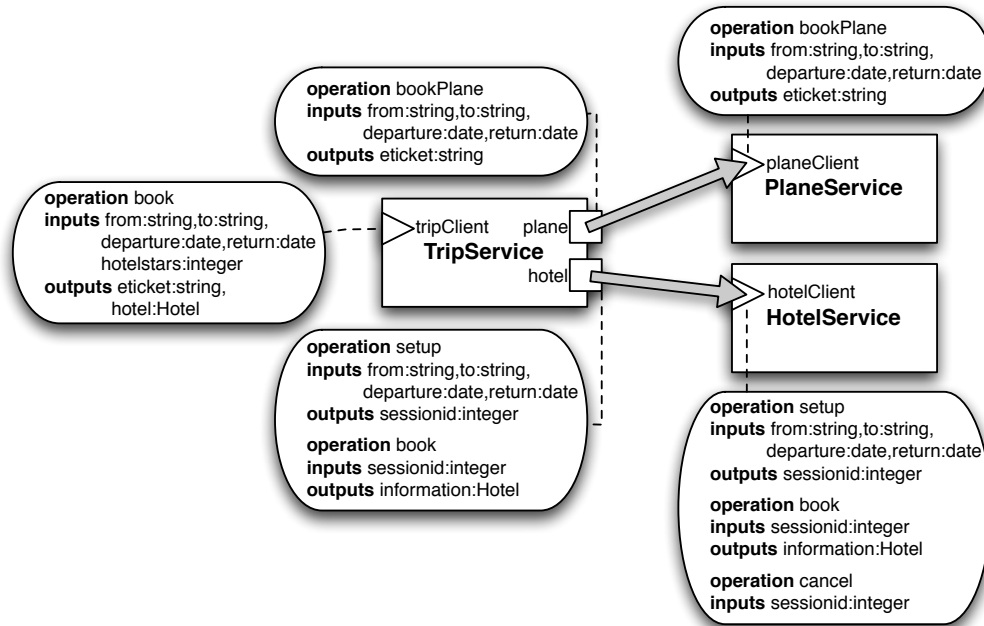 operation bookPlane
inputs from:string,to:string,
departure:date,return:date
outputs eticket:string
operation bookPlane
inputs from:string,to:string,
departure:date,return:date
outputs eticket:string
operation book
inputs from:string,to:string,
departure:date,return:date
hotelstars:integer
outputs eticket:string,
hotel:Hotel
tripClient
plane
TripService
hotel
planeClient
PlaneService
hotelClient
HotelService
operation setup
inputs from:string,to:string,
departure:date,return:date
outputs sessionid:integer
operation book
inputs sessionid:integer
outputs information:Hotel
operation setup
inputs from:string,to:string,
departure:date,return:date
outputs sessionid:integer
operation book
inputs sessionid:integer
outputs information:Hotel
operation cancel
inputs sessionid:integer